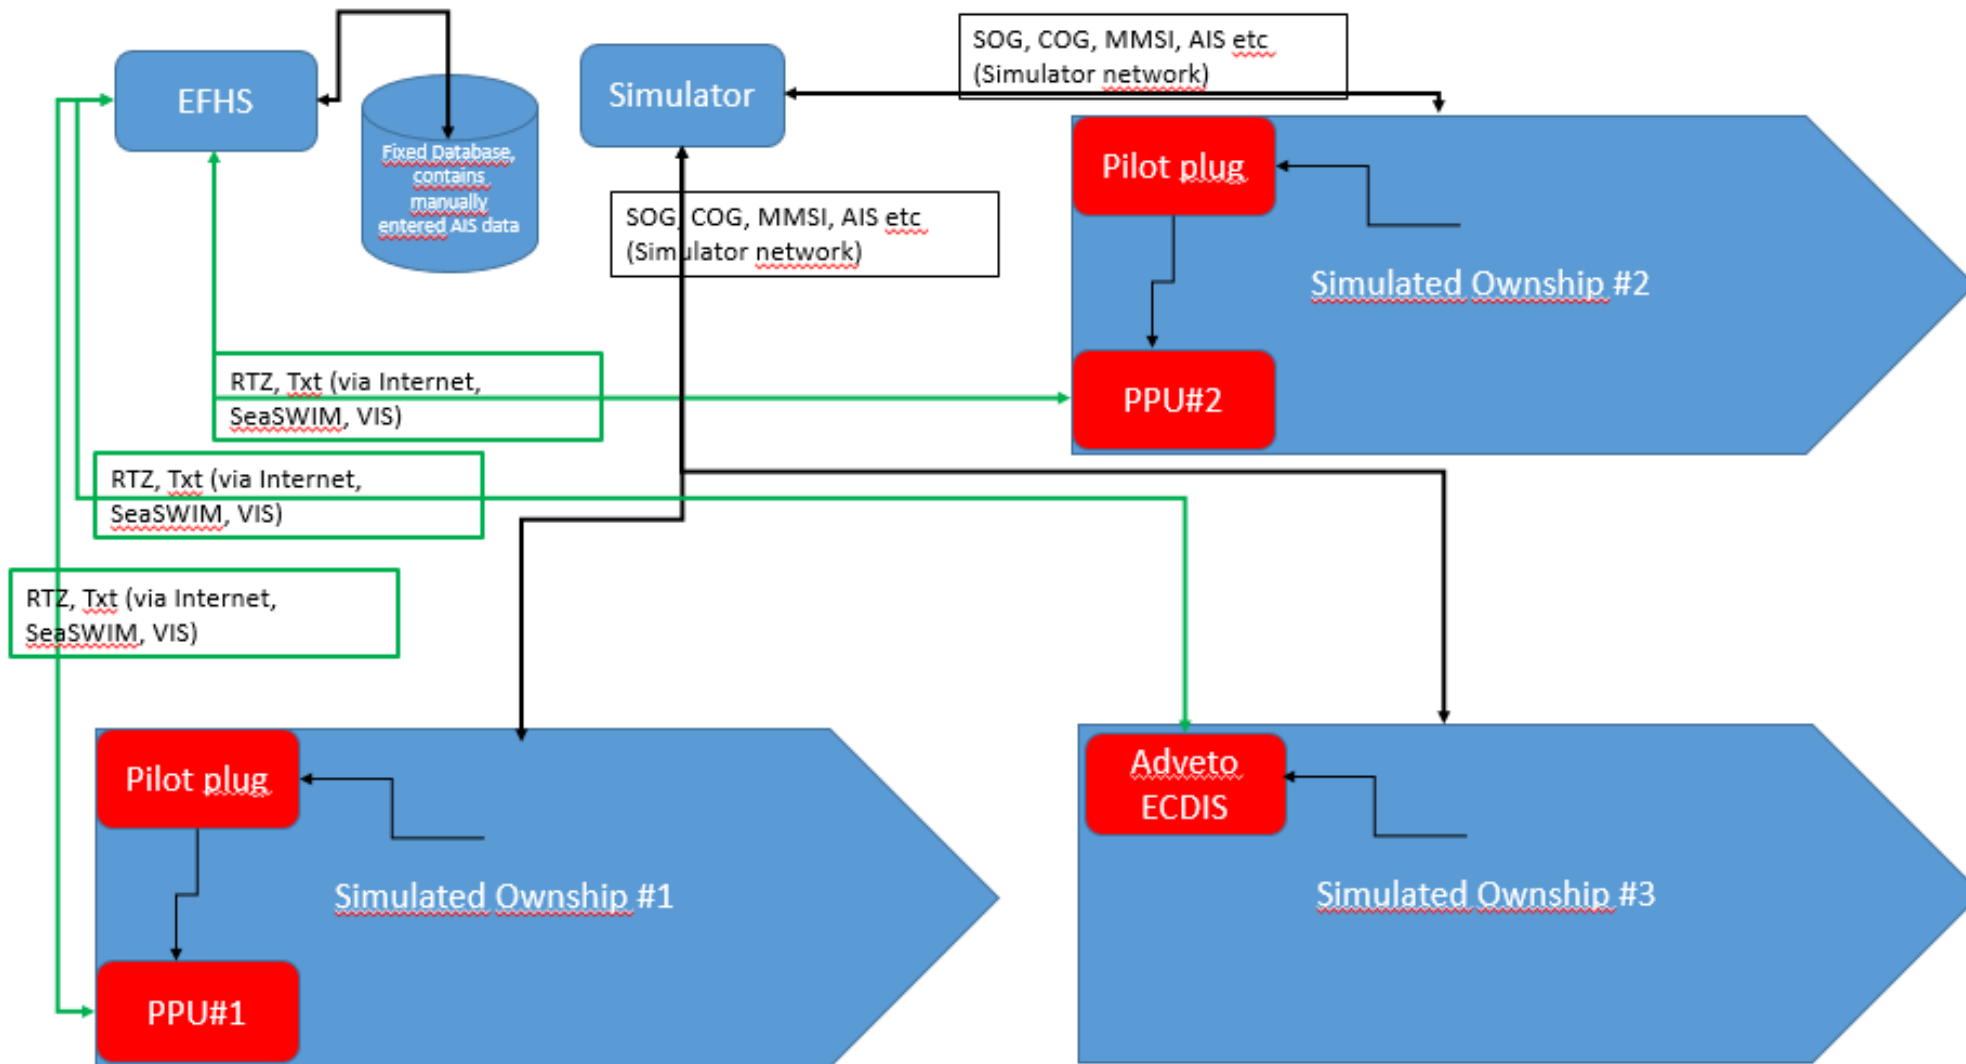 SOG, COG, MMSI, AIS etc
(Simulator network)
EFHS
Simulator
Fixed Database,
contains
manually
entered AIS data
Pilot plug
SOG, COG, MMSI, AIS etc
(Simulator network)
Simulated Ownship #2
RTZ, Txt (via Internet,
SeaSWIM, VIS)
PPU#2
RTZ, Txt (via Internet,
SeaSWIM, VIS)
RTZ, Txt (via Internet,
SeaSWIM, VIS)
Pilot plug
Adveto
ECDIS
Simulated Ownship #1
Simulated Ownship #3
PPU#1